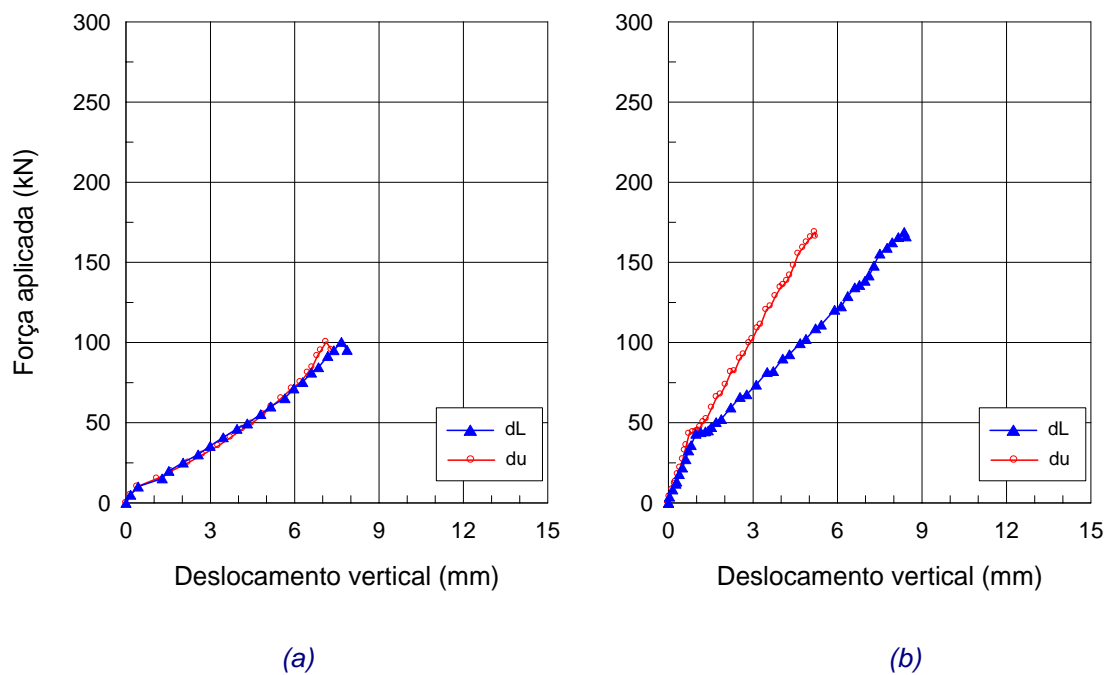 300
250
200
150
100
50
0
Força aplicada (kN)
0 3 6 9 12 15
Deslocamento vertical (mm)
dL
du
(a)
300
250
200
150
100
50
0
0 3 6 9 12 15
Deslocamento vertical (mm)
dL
du
(b)